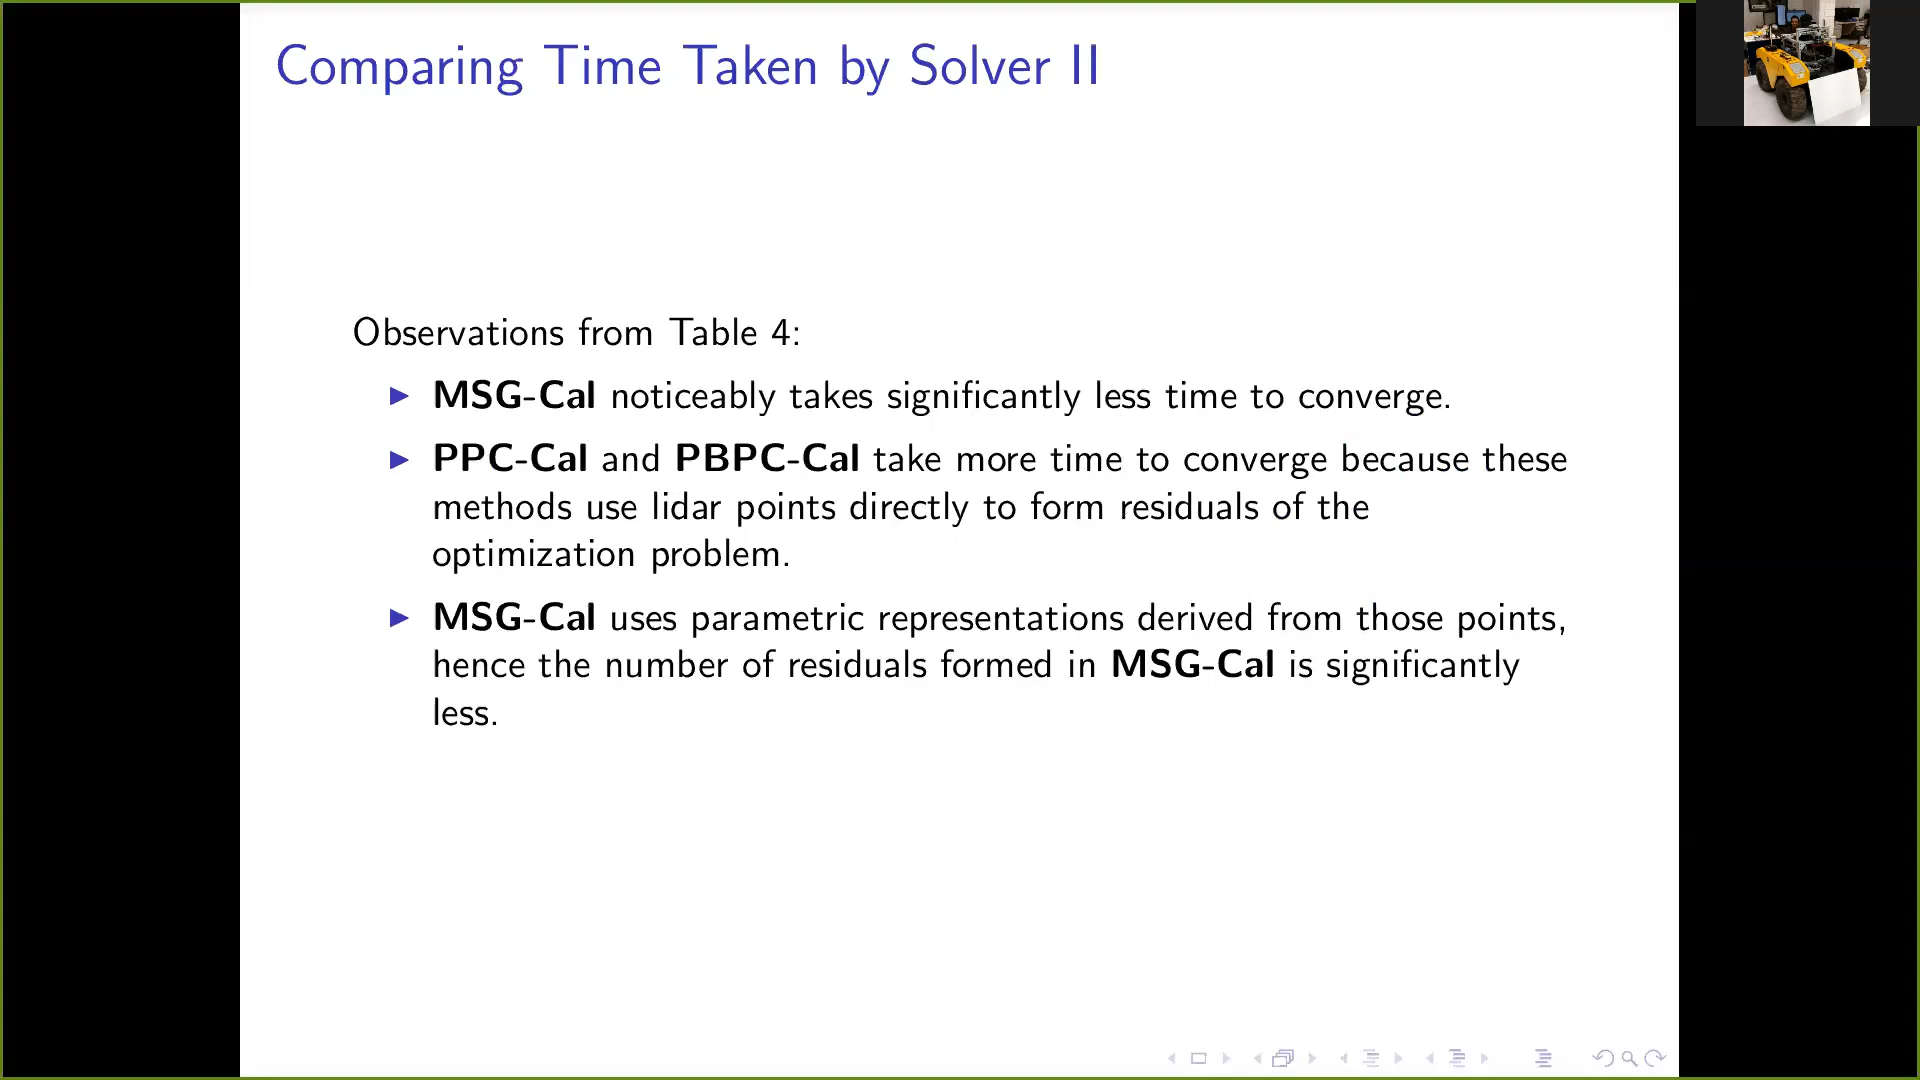 Comparing Time Taken by Solver II
Observations from Table 4:
MSG-Cal noticeably takes significantly less time to converge.
PPC-Cal and PBPC-Cal take more time to converge because these
methods use lidar points directly to form residuals of the
optimization problem.
MSG-Cal uses parametric representations derived from those points,
hence the number of residuals formed in MSG-Cal is significantly
less.